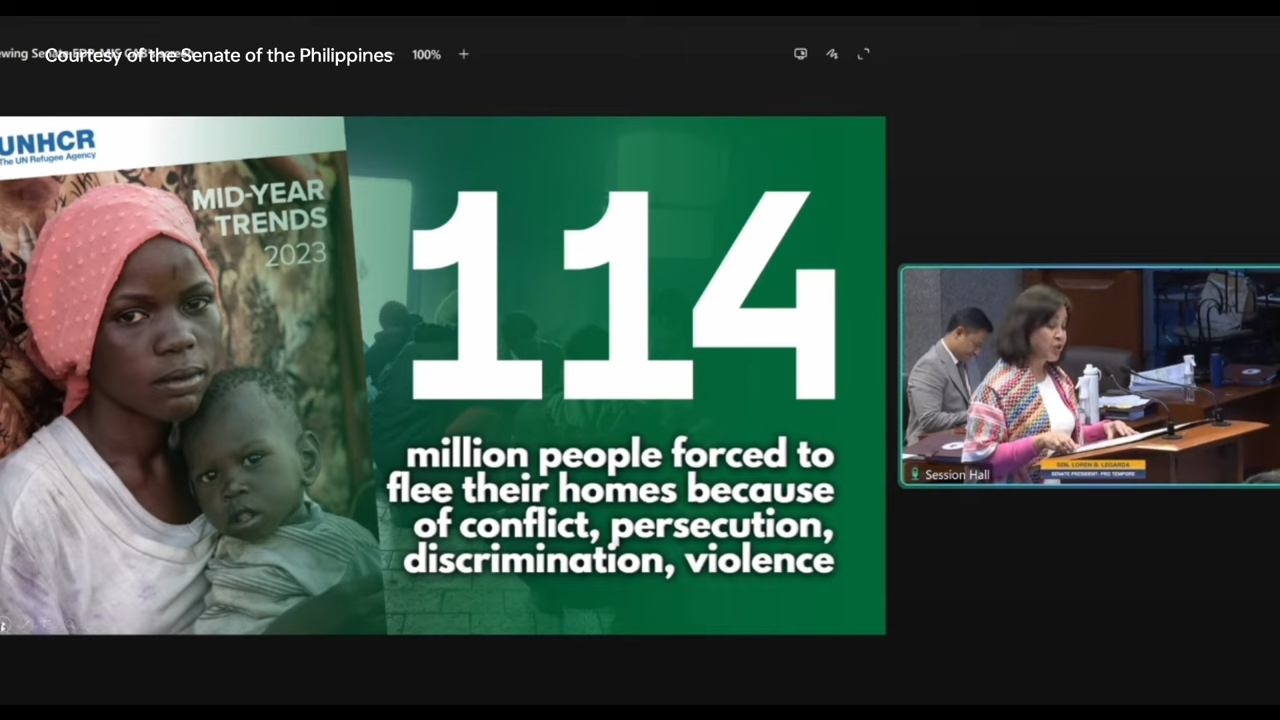 Courtesy of the Senate of the Philippines
100%
UNHCR
The UN Refugee Agency
MID-YEAR
TRENDS
2023
114
million people forced to
flee their homes because
of conflict, persecution,
discrimination, violence
SEN. LOREN B. LEGARDA
SENATE PRESIDENT PRO TEMPORE
Session Hall